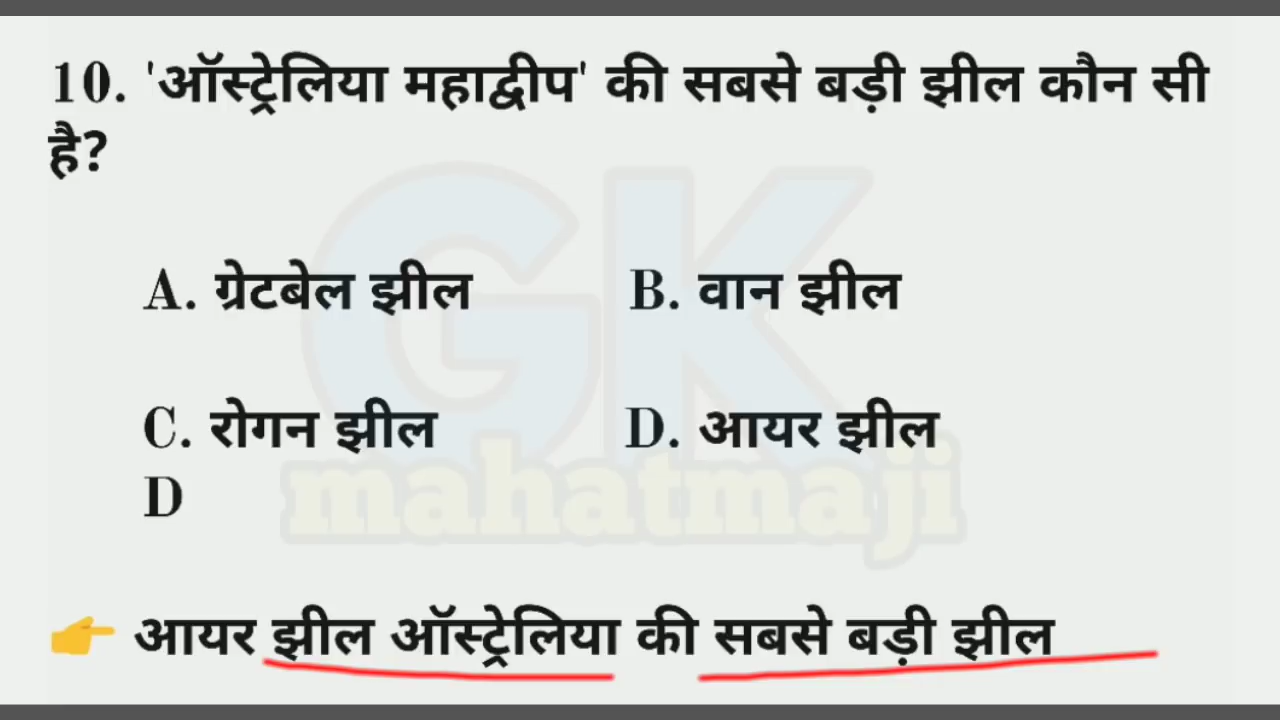 10. 'ऑस्ट्रेलिया महाद्वीप' की सबसे बड़ी झील कौन सी
है?
A. ग्रेटबेल झील B. वान झील
C. रोगन झील D. आयर झील
D
GK
mahatmaji
👉 आयर झील ऑस्ट्रेलिया की सबसे बड़ी झील